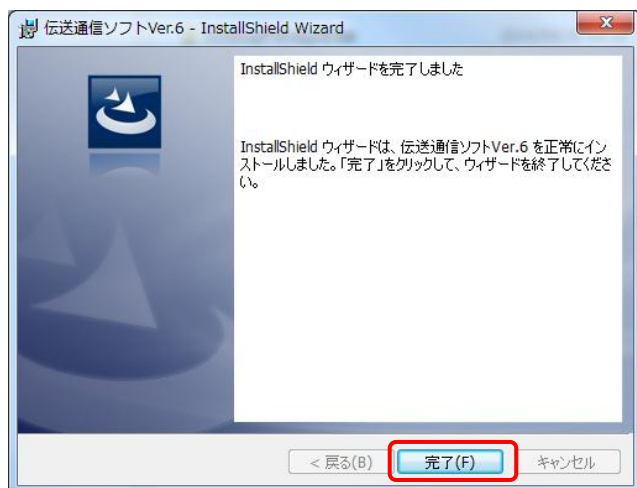 伝送通信ソフトVer.6 - InstallShield Wizard
InstallShield ウィザードを完了しました
InstallShield ウィザードは、伝送通信ソフトVer.6 を正常にイン
ストールしました。「完了」をクリックして、ウィザードを終了してくださ
い。
< 戻る(B)
完了(F)
キャンセル